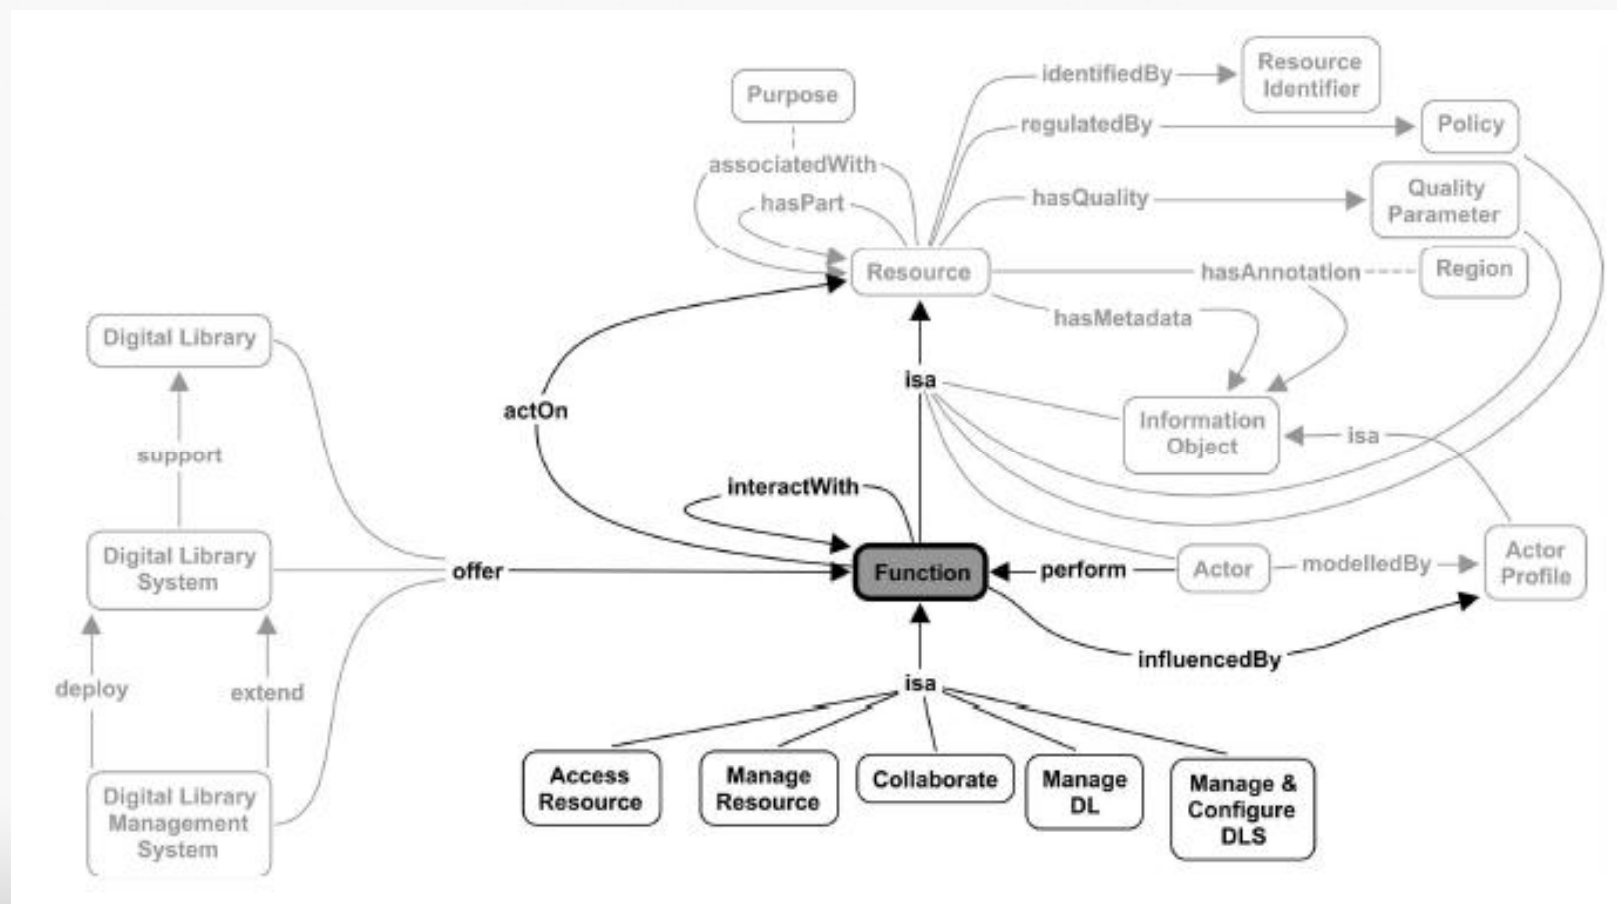 identifiedBy
Resource
Identifier
Purpose
regulatedBy
Policy
associatedWith
hasPart
hasQuality
Quality
Parameter
Resource
hasAnnotation
Region
hasMetadata
Digital Library
isa
actOn
Information
Object
isa
support
interactWith
Digital Library
System
offer
Function
perform
Actor
modelledBy
Actor
Profile
influencedBy
deploy
extend
isa
Digital Library
Management
System
Access
Resource
Manage
Resource
Collaborate
Manage
DL
Manage &
Configure
DLS